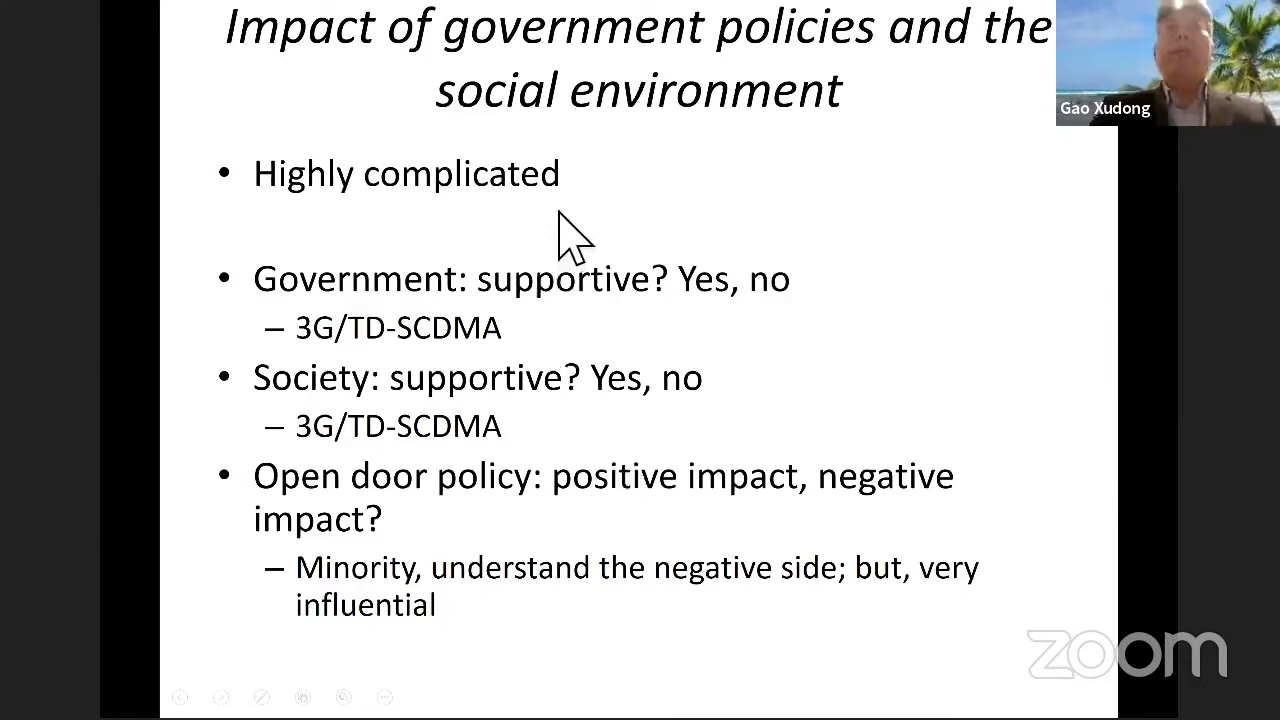 Impact of government policies and the
social environment
Gao Xudong
• Highly complicated
• Government: supportive? Yes, no
– 3G/TD-SCDMA
• Society: supportive? Yes, no
– 3G/TD-SCDMA
• Open door policy: positive impact, negative
impact?
– Minority, understand the negative side; but, very
influential
zoom